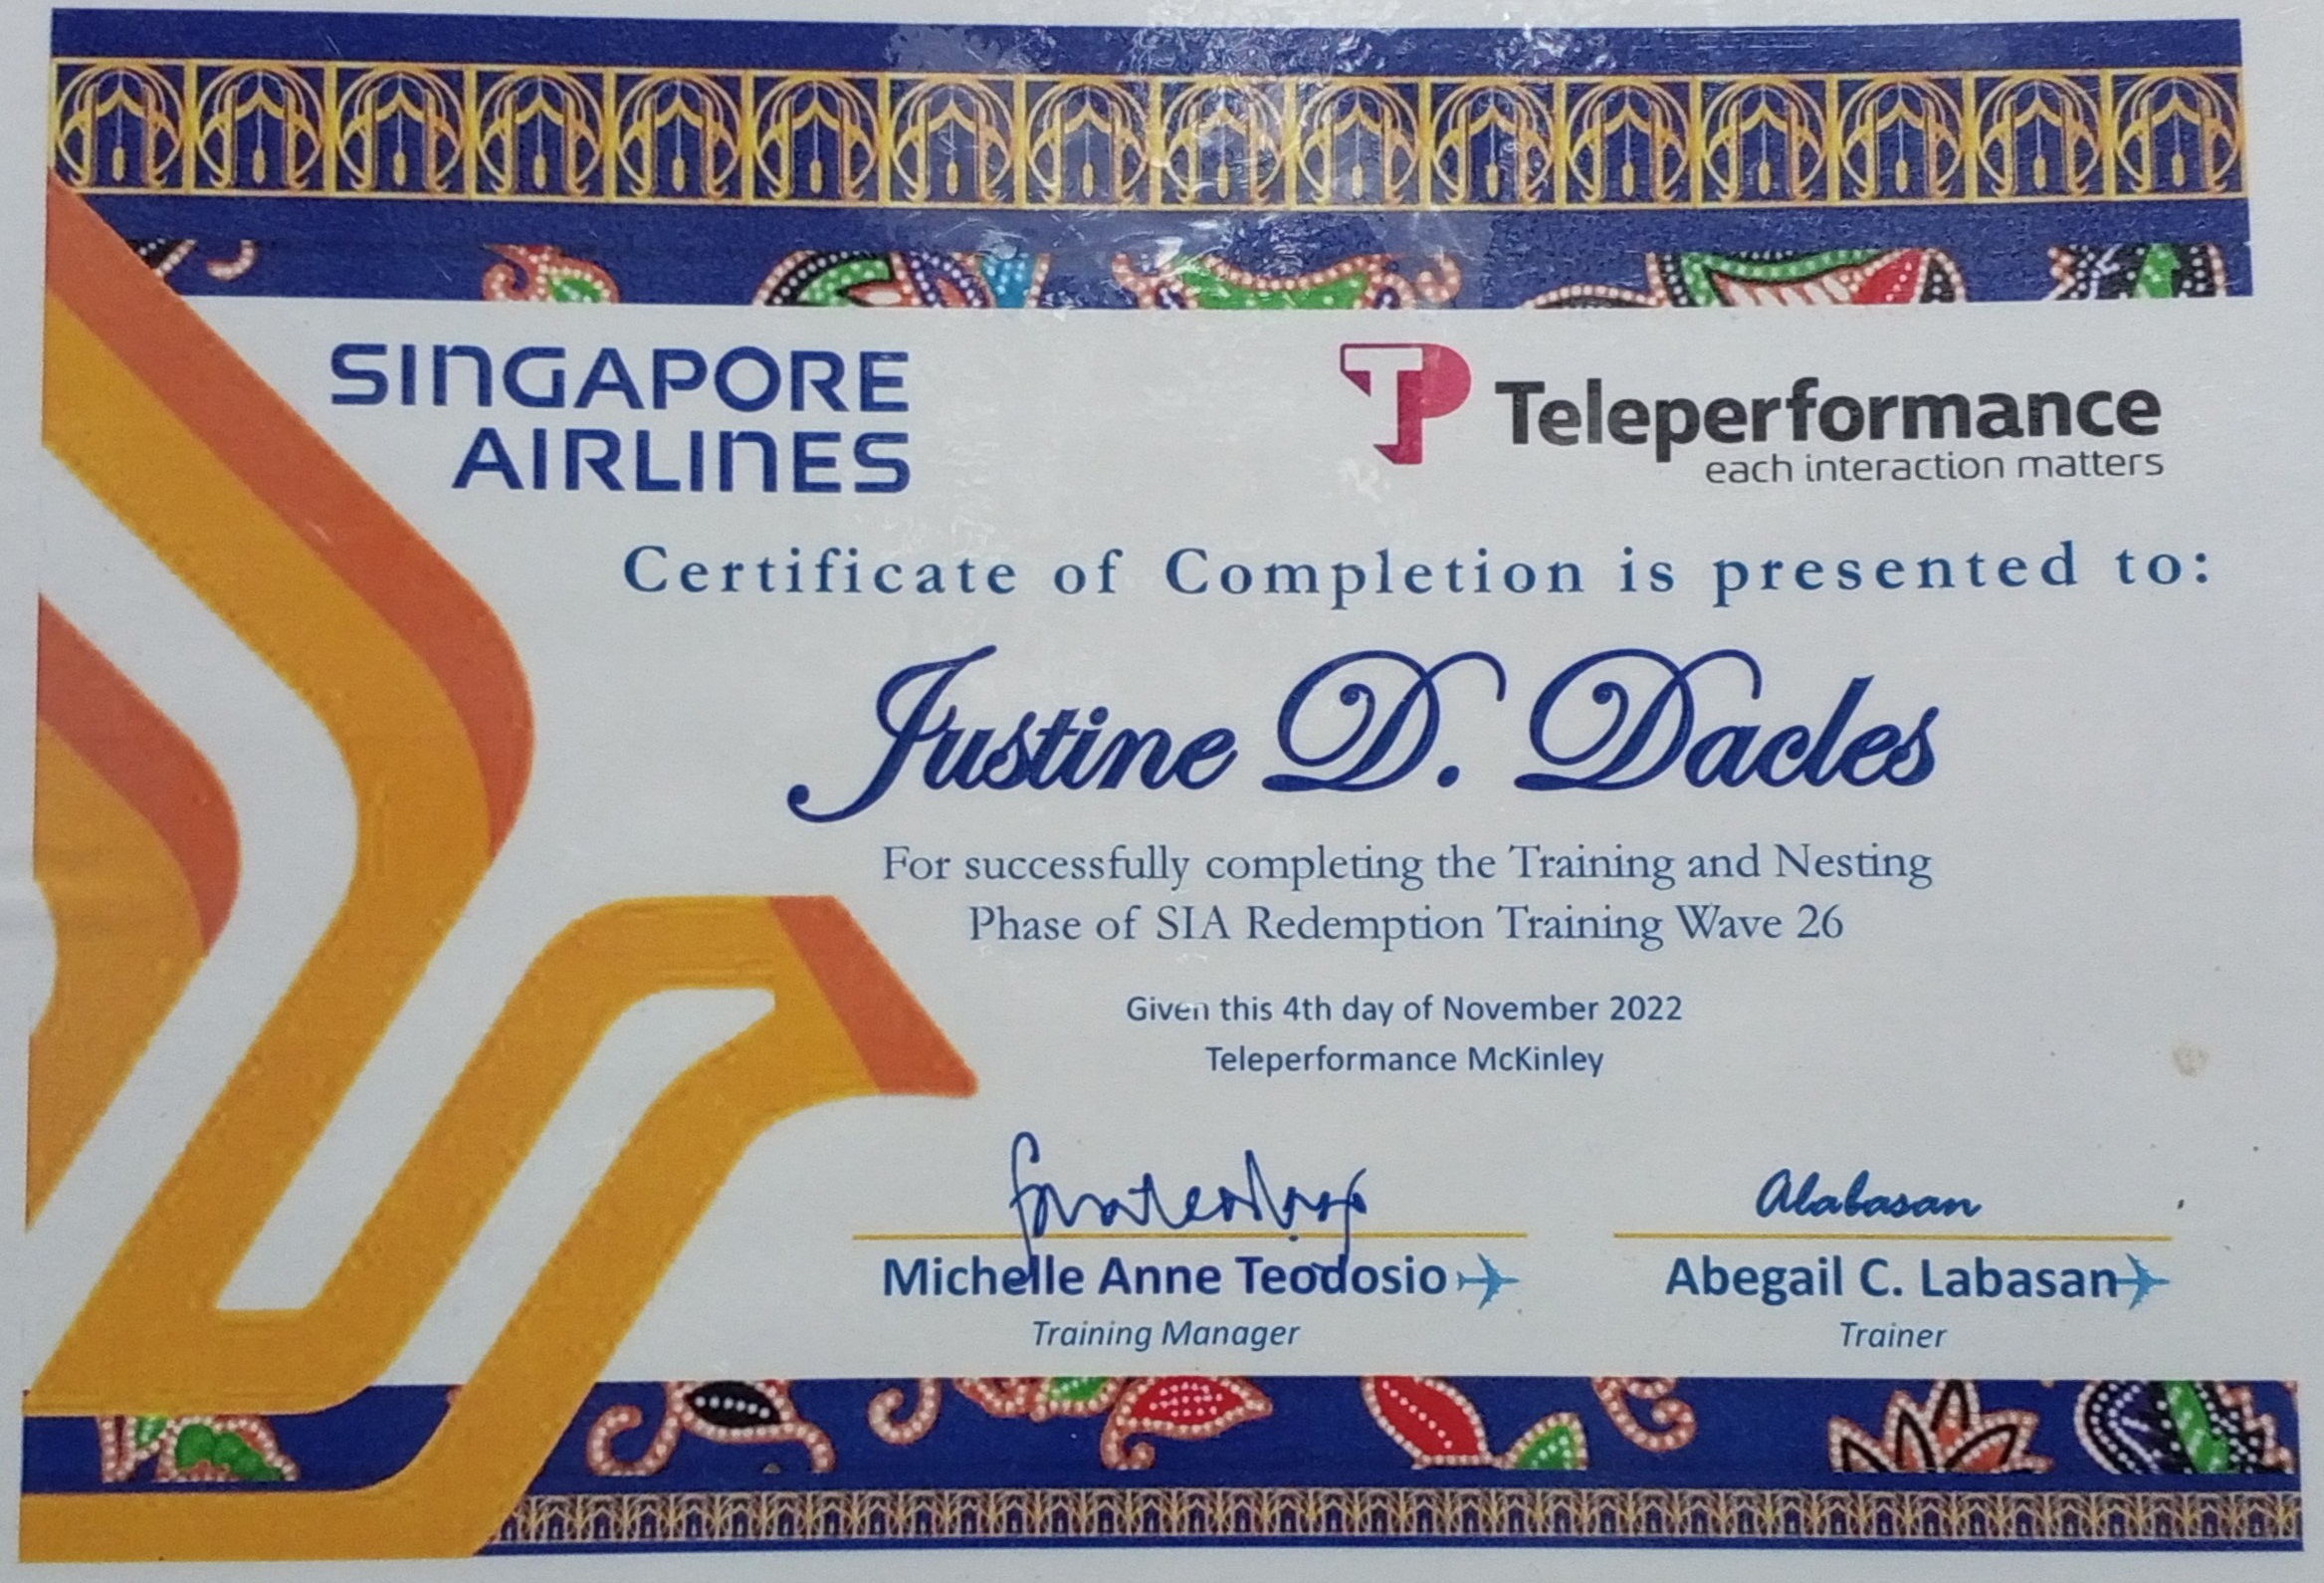 SINGAPORE
AIRLINES
TP Teleperformance
each interaction matters
Certificate of Completion is presented to:
Justine D. Dacles
For successfully completing the Training and Nesting
Phase of SIA Redemption Training Wave 26
Given this 4th day of November 2022
Teleperformance McKinley
Alabasan
Michelle Anne Teodosio
Abegail C. Labasan
Training Manager
Trainer